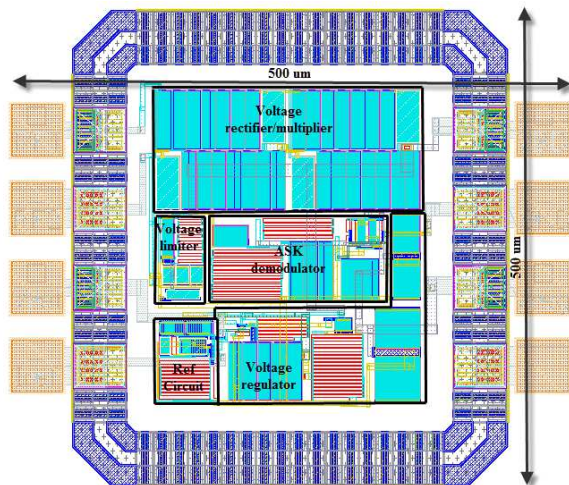 500 um
Voltage
rectifier/multiplier
Voltage
limiter
ASK
demodulator
500 um
Ref
Circuit
Voltage
regulator